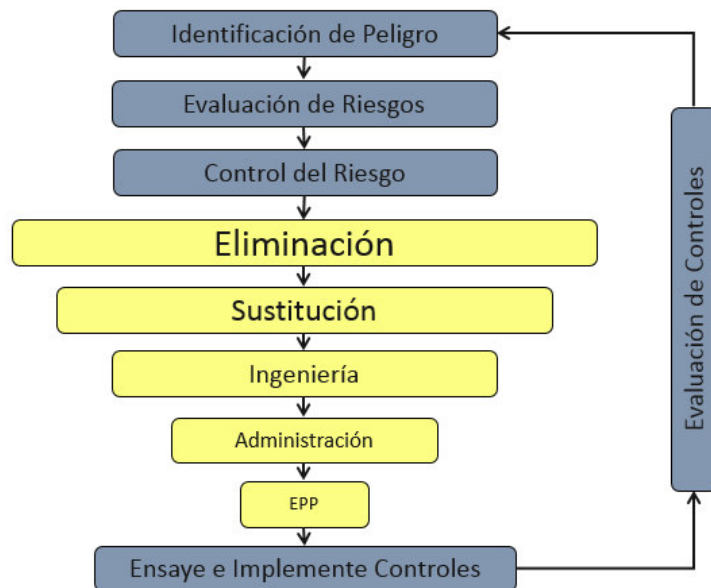 Identificación de Peligro
Evaluación de Riesgos
Control del Riesgo
Eliminación
Sustitución
Ingeniería
Administración
EPP
Ensaye e Implemente Controles
Evaluación de Controles